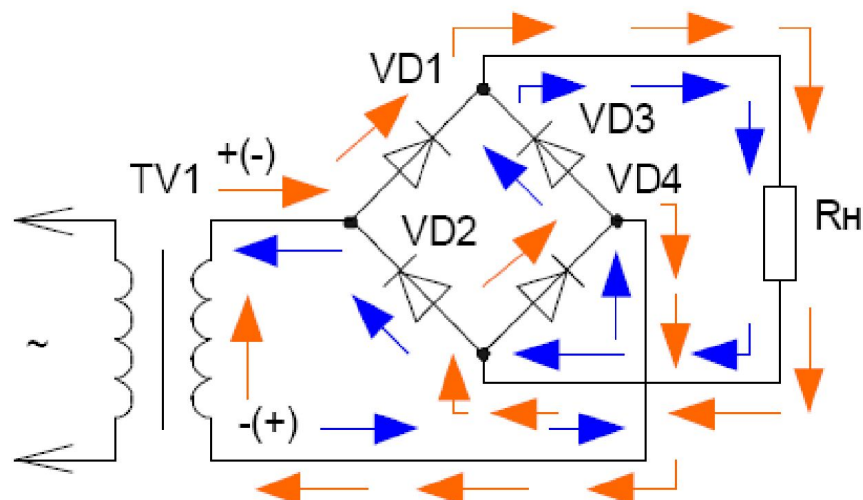 VD1
VD3
+(-)
TV1
VD4
Rн
VD2
~
-(+)